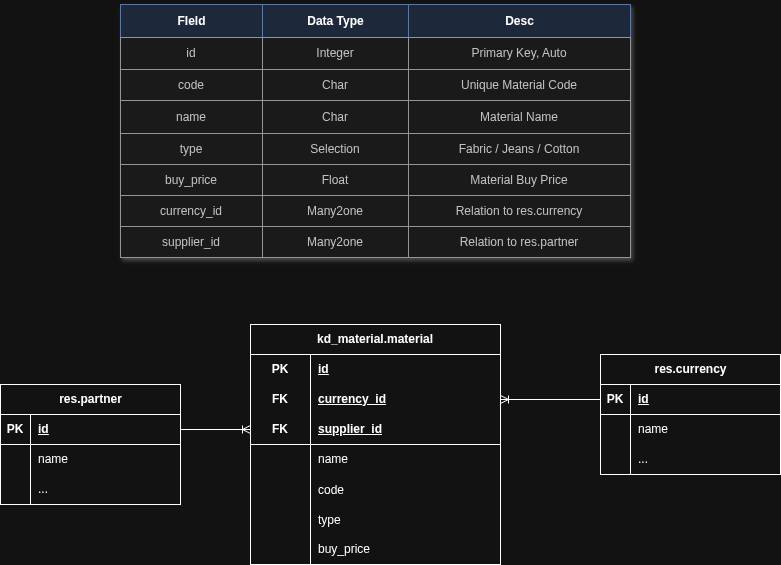 FIeld Data Type Desc
id Integer Primary Key, Auto
code Char Unique Material Code
name Char Material Name
type Selection Fabric / Jeans / Cotton
buy_price Float Material Buy Price
currency_id Many2one Relation to res.currency
supplier_id Many2one Relation to res.partner
res.partner
PK id
name
...
kd_material.material
PK id
FK currency_id
FK supplier_id
name
code
type
buy_price
res.currency
PK id
name
...